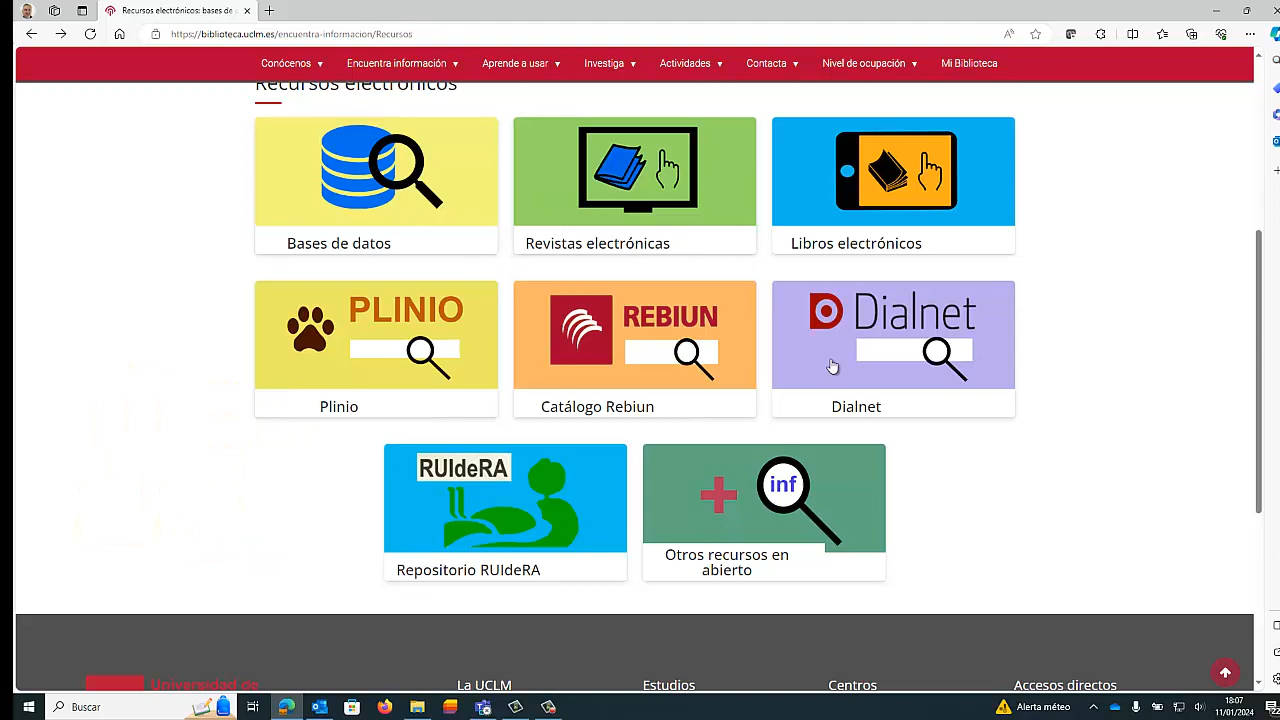 Recursos electrónicos: bases de
https://biblioteca.uclm.es/encuentra-informacion/Recursos
Conócenos
Encuentra información
Aprende a usar
Investiga
Actividades
Contacta
Nivel de ocupación
Mi Biblioteca
Recursos electrónicos
Bases de datos
Revistas electrónicas
Libros electrónicos
PLINIO
REBIUN
Dialnet
Plinio
Catálogo Rebiun
Dialnet
RUIdeRA
inf
Repositorio RUIdeRA
Otros recursos en
abierto
Universidad de
La UCLM
Estudios
Centros
Accesos directos
Buscar
Alerta méteo
18:07
11/01/2024